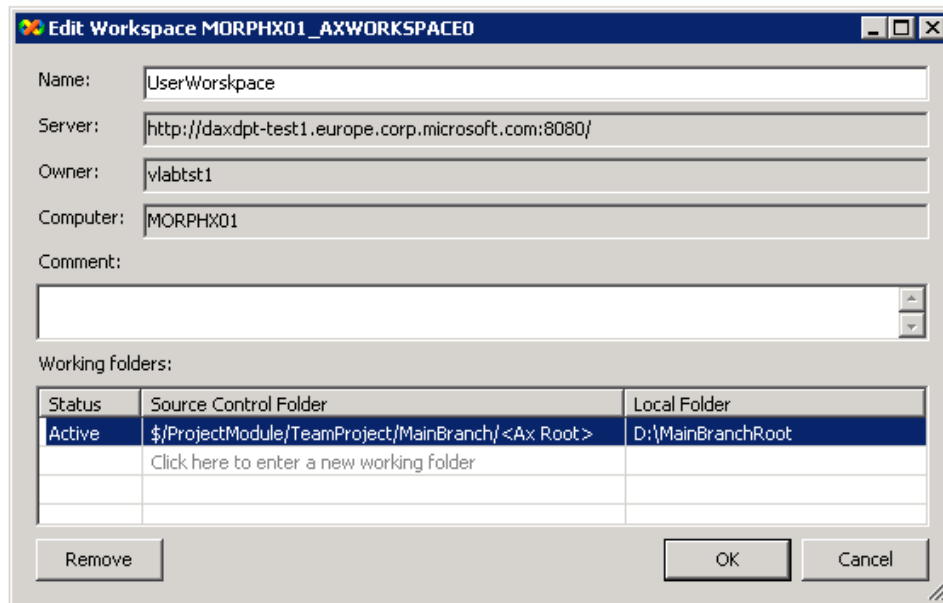 Edit Workspace MORPHX01_AXWORKSPACE0
Name: UserWorskpace
Server: http://daxdpt-test1.europe.corp.microsoft.com:8080/
Owner: vlabtst1
Computer: MORPHX01
Comment:
Working folders:
Status Source Control Folder Local Folder
Active $/ProjectModule/TeamProject/MainBranch/<Ax Root> D:\MainBranchRoot
Click here to enter a new working folder
Remove OK Cancel